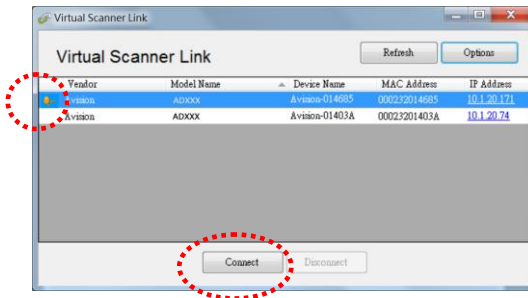 Virtual Scanner Link
Virtual Scanner Link Refresh Options
Vendor Model Name Device Name MAC Address IP Address
Avision ADXXX Avision-014685 000232014685 10.1.20.171
Avision ADXXX Avision-01403A 00023201403A 10.1.20.74
Connect Disconnect